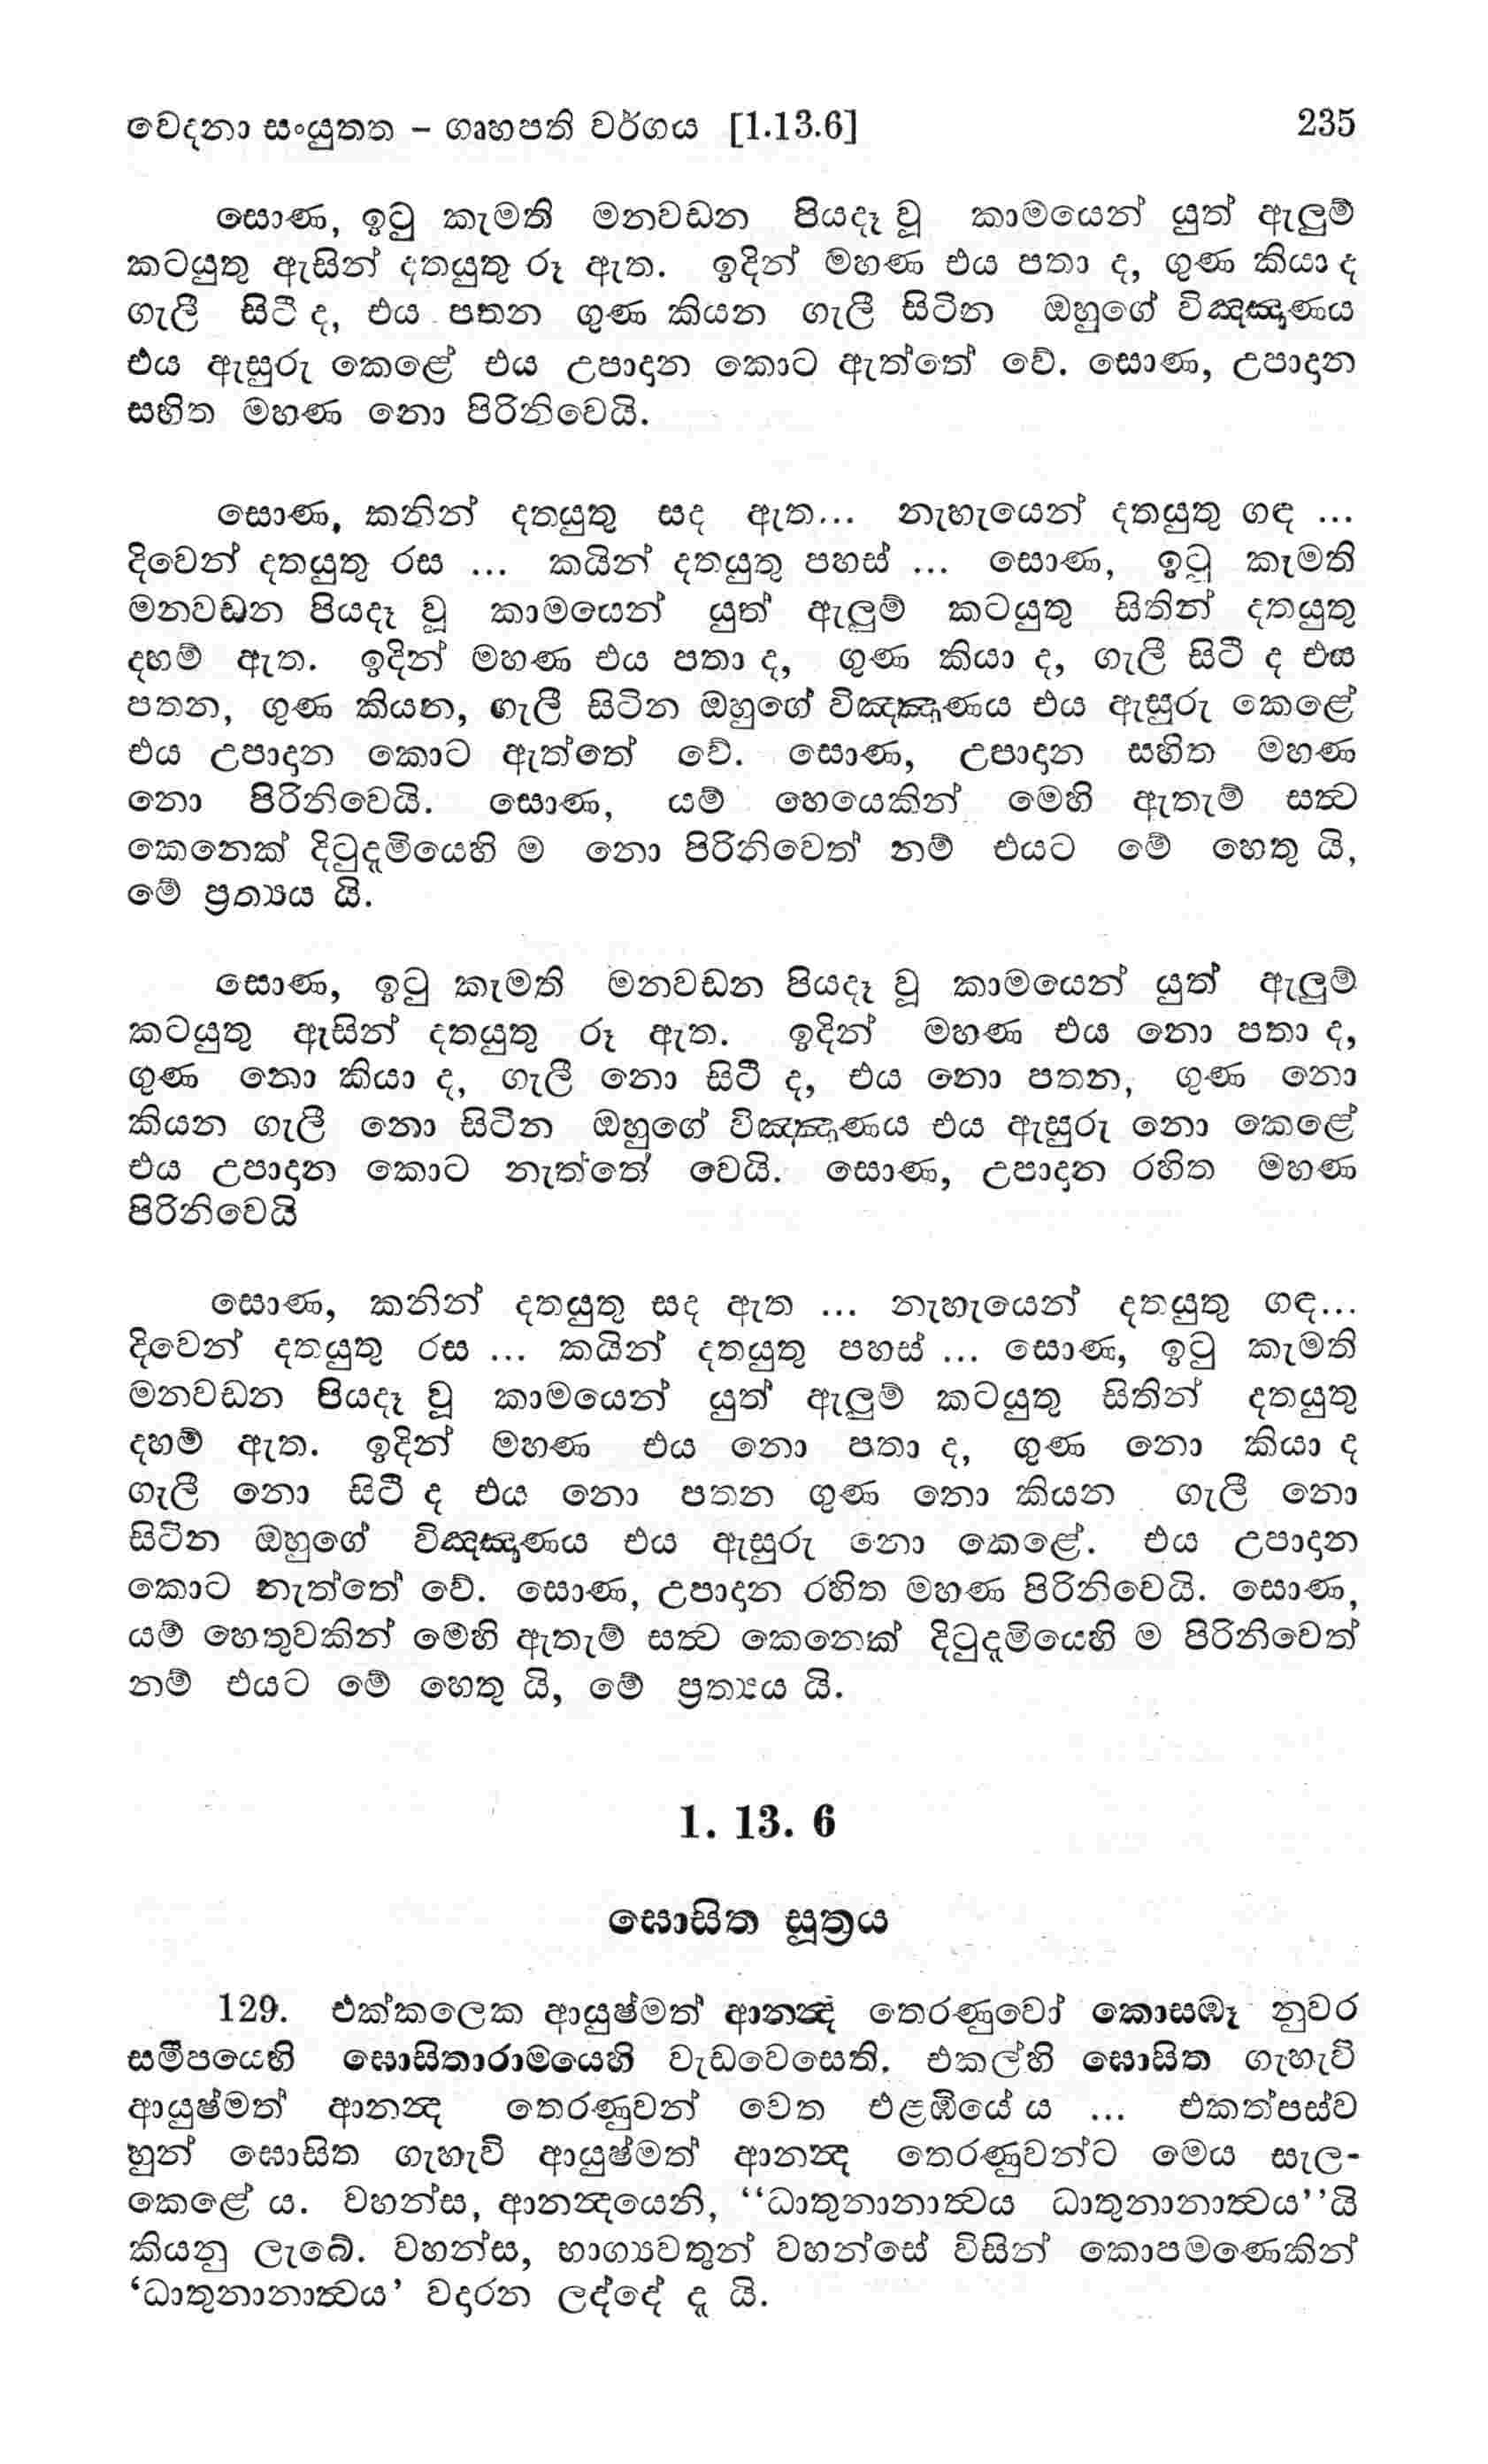 වෙදනා සංයුතත – ගෘහපති වර්ගය [1.13.6] 235
සොණ, ඉටු කැමති මනවඩන පියදෑ වූ කාමයෙන් යුත් ඇලුම්
කටයුතු ඇසින් දතයුතු රූ ඇත. ඉදින් මහණ එය පතා ද, ගුණ කියා ද
ගැලී සිටී ද, එය පතන ගුණ කියන ගැලී සිටින ඔහුගේ විඤ්ඤණය
එය ඇසුරු කෙළේ එය උපාදාන කොට ඇත්තේ වේ. සොණ, උපාදාන
සහිත මහණ නො පිරිනිවෙයි.
සොණ, කනින් දතයුතු සද ඇත... නැහැයෙන් දතයුතු ගඳ ...
දිවෙන් දතයුතු රස ... කයින් දතයුතු පහස් ... සොණ, ඉටු කැමති
මනවඩන පියදෑ වූ කාමයෙන් යුත් ඇලුම් කටයුතු සිතින් දතයුතු
දහම් ඇත. ඉදින් මහණ එය පතා ද, ගුණ කියා ද, ගැලී සිටී ද එය
පතන, ගුණ කියන, ගැලී සිටින ඔහුගේ විඤ්ඤාණය එය ඇසුරු කෙළේ
එය උපාදාන කොට ඇත්තේ වේ. සොණ, උපාදාන සහිත මහණ
නො පිරිනිවෙයි. සොණ, යම් හෙයෙකින් මෙහි ඇතැම් සත්‍ව
කෙනෙක් දිටුදැමියෙහි ම නො පිරිනිවෙත් නම් එයට මේ හෙතු යි,
මේ ප්‍රත්‍යය යි.
සොණ, ඉටු කැමති මනවඩන පියදෑ වූ කාමයෙන් යුත් ඇලුම්
කටයුතු ඇසින් දතයුතු රූ ඇත. ඉදින් මහණ එය නො පතා ද,
ගුණ නො කියා ද, ගැලී නො සිටී ද, එය නො පතන, ගුණ නො
කියන ගැලී නො සිටින ඔහුගේ විඤ්ඤාණය එය ඇසුරු නො කෙළේ
එය උපාදාන කොට නැත්තේ වෙයි. සොණ, උපාදාන රහිත මහණ
පිරිනිවෙයි
සොණ, කනින් දතයුතු සද ඇත ... නැහැයෙන් දතයුතු ගඳ...
දිවෙන් දතයුතු රස ... කයින් දතයුතු පහස් ... සොණ, ඉටු කැමති
මනවඩන පියදෑ වූ කාමයෙන් යුත් ඇලුම් කටයුතු සිතින් දතයුතු
දහම් ඇත. ඉදින් මහණ එය නො පතා ද, ගුණ නො කියා ද
ගැලී නො සිටී ද එය නො පතන ගුණ නො කියන ගැලී නො
සිටින ඔහුගේ විඤ්ඤණය එය ඇසුරු නො කෙළේ. එය උපාදාන
කොට නැත්තේ වේ. සොණ, උපාදාන රහිත මහණ පිරිනිවෙයි. සොණ,
යම් හෙතුවකින් මෙහි ඇතැම් සත්‍ව කෙනෙක් දිටුදැමියෙහි ම පිරිනිවෙත්
නම් එයට මේ හෙතු යි, මේ ප්‍රත්‍යය යි.
1. 13. 6
ඝොසිත සූත්‍රය
129. එක්කලෙක ආයුෂ්මත් ආනන්‍ද තෙරණුවෝ කොසඹෑ නුවර
සමීපයෙහි ඝොසිතාරාමයෙහි වැඩවෙසෙති. එකල්හි ඝොසිත ගැහැවි
ආයුෂ්මත් ආනන්‍ද තෙරණුවන් වෙත එළඹියේ ය ... එකත්පස්ව
හුන් ඝොසිත ගැහැවි ආයුෂ්මත් ආනන්‍ද තෙරණුවන්ට මෙය සැල-
කෙළේ ය. වහන්ස, ආනන්‍දයෙනි, “ධාතුනානාත්‍වය ධාතුනානාත්‍වය”යි
කියනු ලැබේ. වහන්ස, භාග්‍යවතුන් වහන්සේ විසින් කොපමණෙකින්
‘ධාතුනානාත්‍වය’ වදාරන ලද්දේ දැ යි.